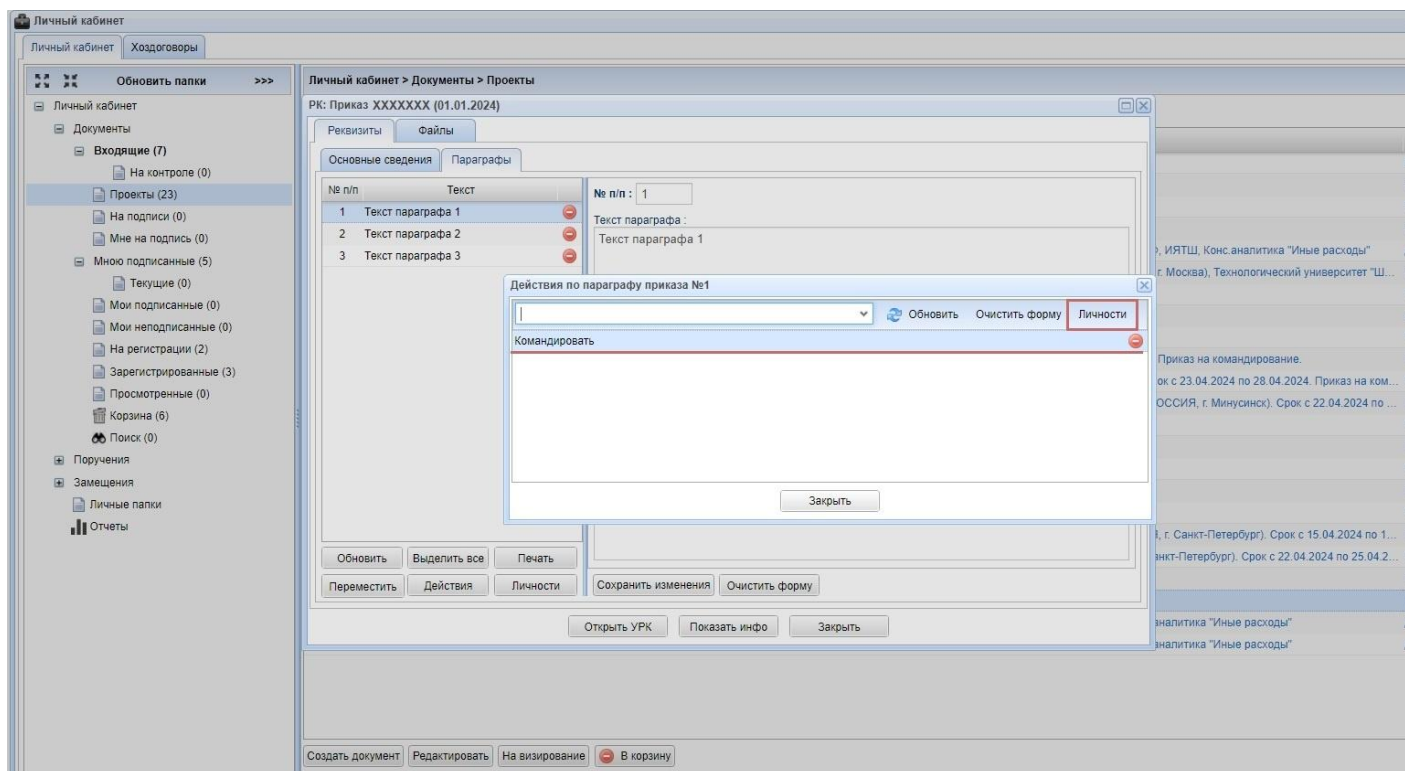 Личный кабинет
Личный кабинет Хоздоговоры
Обновить папки >>>
Личный кабинет
Документы
Входящие (7)
На контроле (0)
Проекты (23)
На подписи (0)
Мне на подпись (0)
Мною подписанные (5)
Текущие (0)
Мои подписанные (0)
Мои неподписанные (0)
На регистрации (2)
Зарегистрированные (3)
Просмотренные (0)
Корзина (6)
Поиск (0)
Поручения
Замещения
Личные папки
Отчеты
Личный кабинет > Документы > Проекты
РК: Приказ XXXXXXX (01.01.2024)
Реквизиты Файлы
Основные сведения Параграфы
№ п/п Текст
1 Текст параграфа 1
2 Текст параграфа 2
3 Текст параграфа 3
№ п/п : 1
Текст параграфа :
Текст параграфа 1
Действия по параграфу приказа №1
Обновить Очистить форму Личности
Командировать
Закрыть
Обновить Выделить все Печать
Переместить Действия Личности
Сохранить изменения Очистить форму
Открыть УРК Показать инфо Закрыть
, ИЯТШ, Конс.аналитика "Иные расходы"
г. Москва), Технологический университет "Ш...
Приказ на командирование.
ок с 23.04.2024 по 28.04.2024. Приказ на ком...
ОССИЯ, г. Минусинск). Срок с 22.04.2024 по ...
, г. Санкт-Петербург). Срок с 15.04.2024 по 1...
анкт-Петербург). Срок с 22.04.2024 по 25.04.2...
аналитика "Иные расходы"
аналитика "Иные расходы"
Создать документ Редактировать На визирование В корзину